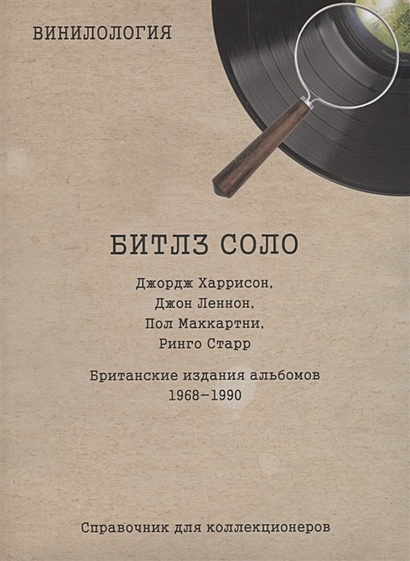 ВИНИЛОЛОГИЯ
БИТЛЗ СОЛО
Джордж Харрисон,
Джон Леннон,
Пол Маккартни,
Ринго Старр
Британские издания альбомов
1968–1990
Справочник для коллекционеров